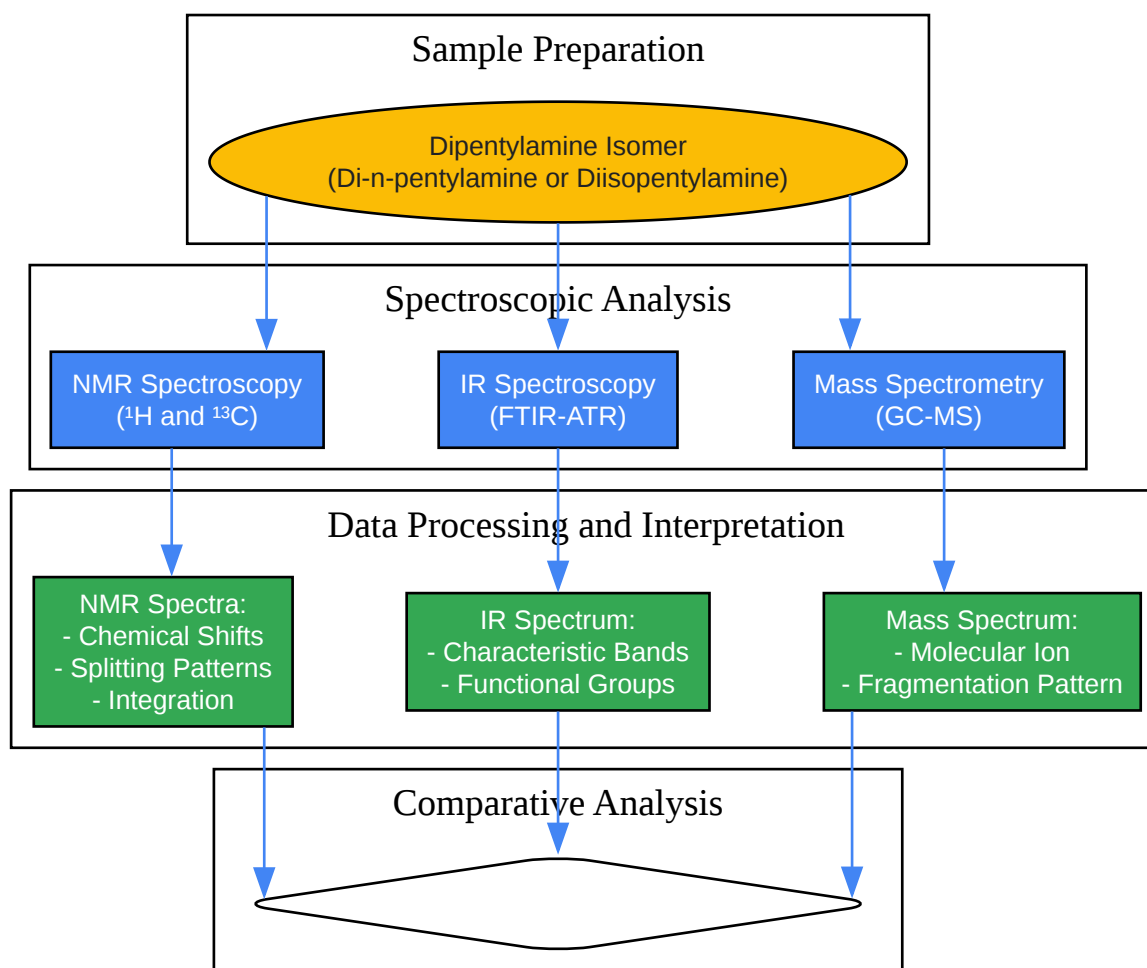 Sample Preparation
Dipentylamine Isomer
(Di-n-pentylamine or Diisopentylamine)
Spectroscopic Analysis
NMR Spectroscopy
(¹H and ¹³C)
IR Spectroscopy
(FTIR-ATR)
Mass Spectrometry
(GC-MS)
Data Processing and Interpretation
NMR Spectra:
- Chemical Shifts
- Splitting Patterns
- Integration
IR Spectrum:
- Characteristic Bands
- Functional Groups
Mass Spectrum:
- Molecular Ion
- Fragmentation Pattern
Comparative Analysis